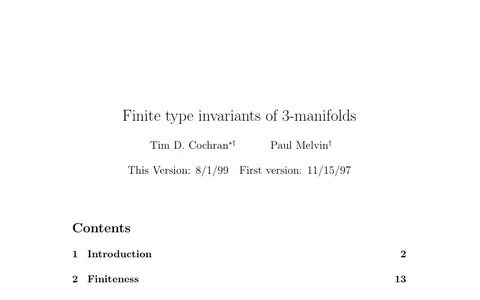 Finite type invariants of 3-manifolds
Tim D. Cochran*† Paul Melvin†
This Version: 8/1/99 First version: 11/15/97
Contents
1 Introduction 2
2 Finiteness 13